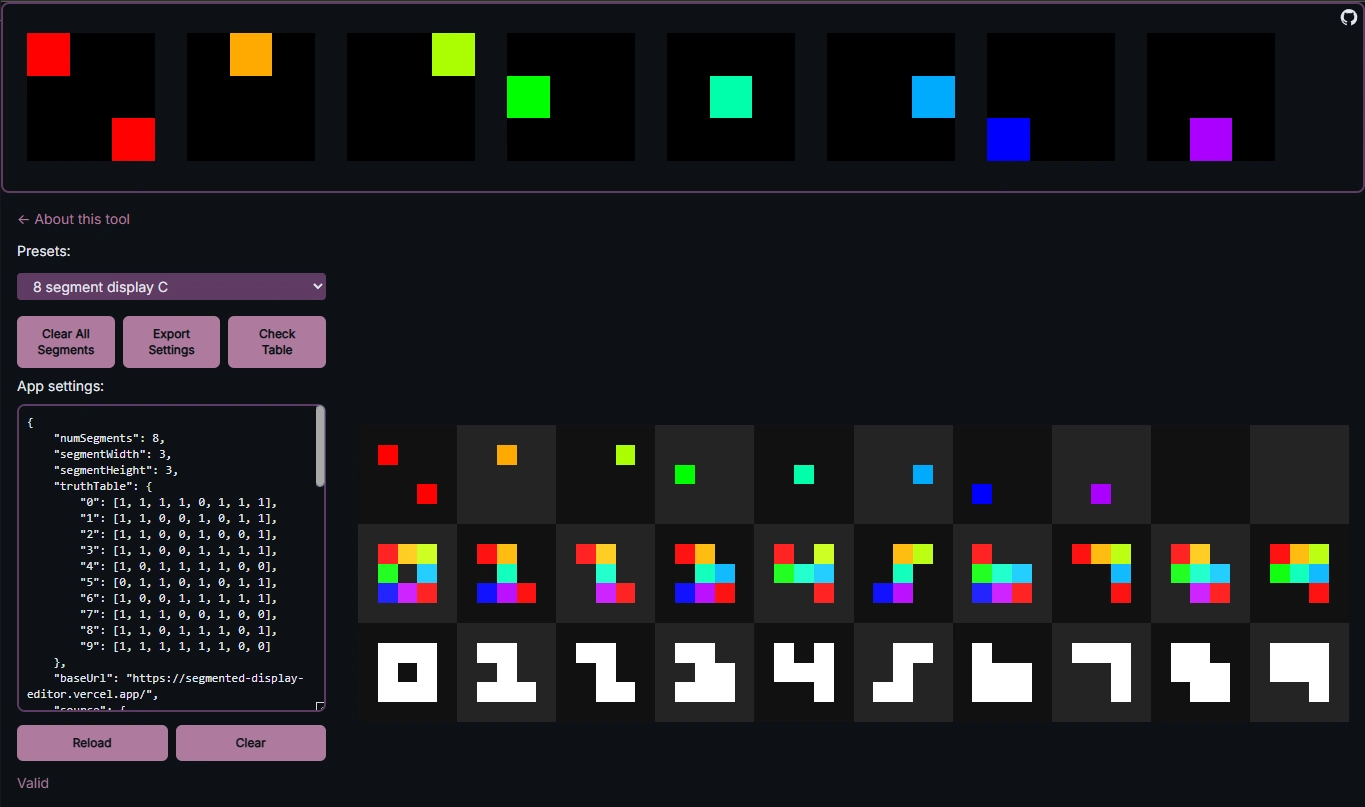 ← About this tool
Presets:
8 segment display C
Clear All
Segments
Export
Settings
Check
Table
App settings:
{
"numSegments": 8,
"segmentWidth": 3,
"segmentHeight": 3,
"truthTable": {
"0": [1, 1, 1, 1, 0, 1, 1, 1],
"1": [1, 1, 0, 0, 1, 0, 1, 1],
"2": [1, 1, 0, 0, 1, 0, 0, 1],
"3": [1, 1, 0, 0, 1, 1, 1, 1],
"4": [1, 0, 1, 1, 1, 1, 0, 0],
"5": [0, 1, 1, 0, 1, 0, 1, 1],
"6": [1, 0, 0, 1, 1, 1, 1, 1],
"7": [1, 1, 1, 0, 0, 1, 0, 0],
"8": [1, 1, 0, 1, 1, 1, 0, 1],
"9": [1, 1, 1, 1, 1, 1, 0, 0]
},
"baseUrl": "https://segmented-display-
editor.vercel.app/",
"source": {
Reload
Clear
Valid